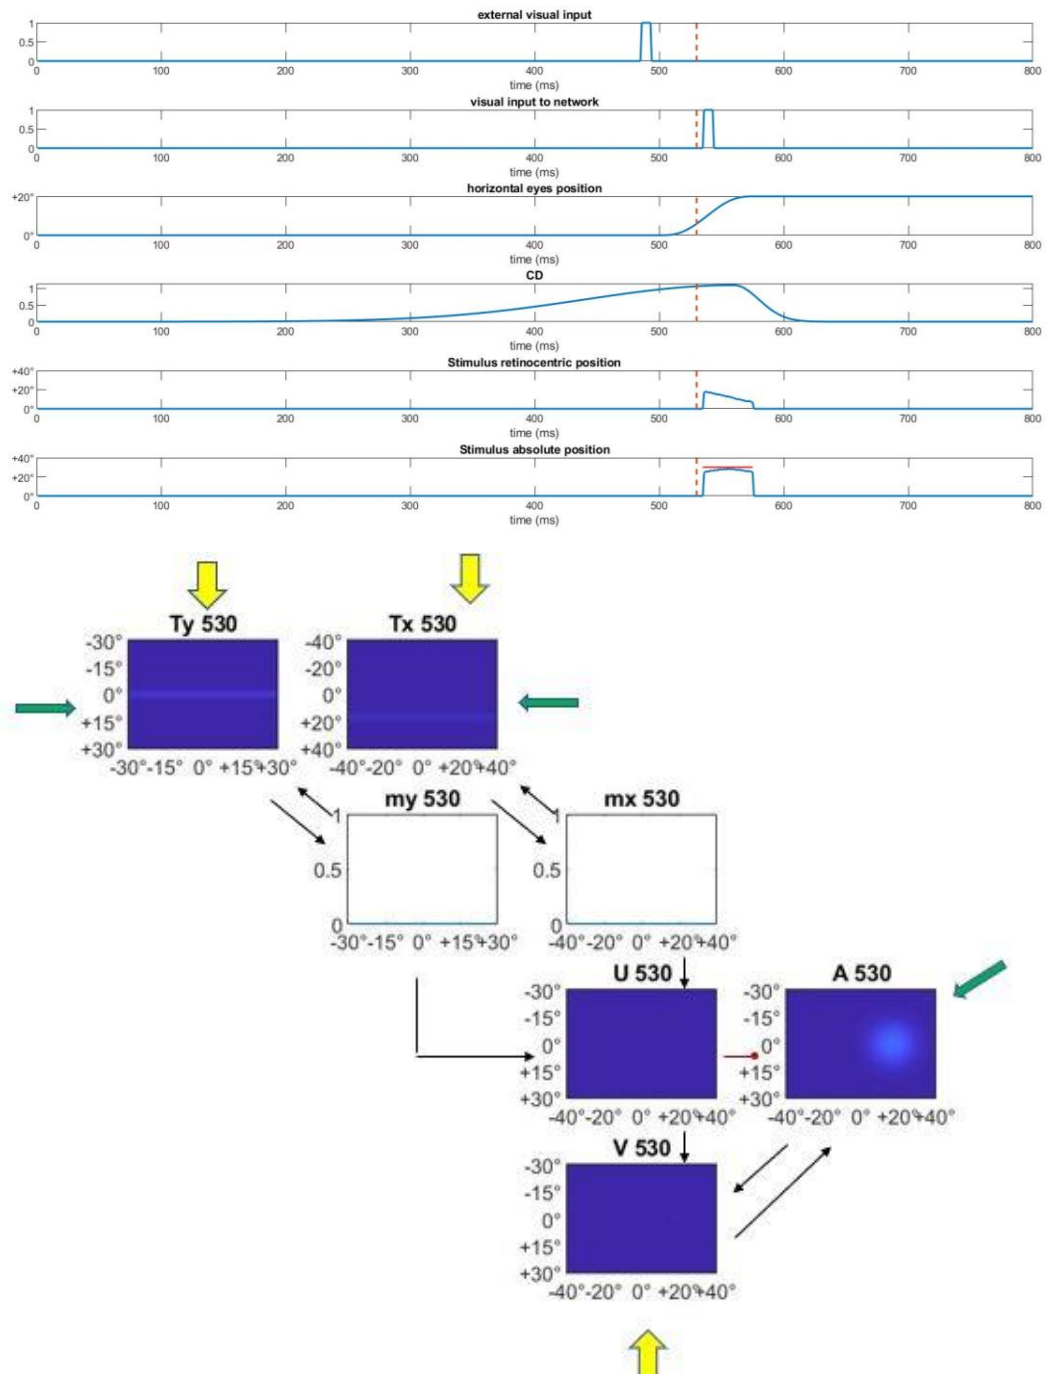 external visual input
1
0.5
0
0 100 200 300 400 500 600 700 800
time (ms)
visual input to network
1
0.5
0
0 100 200 300 400 500 600 700 800
time (ms)
horizontal eyes position
+20°
0°
0 100 200 300 400 500 600 700 800
time (ms)
CD
1
0.5
0
0 100 200 300 400 500 600 700 800
time (ms)
Stimulus retinocentric position
+40°
+20°
0°
0 100 200 300 400 500 600 700 800
time (ms)
Stimulus absolute position
+40°
+20°
0°
0 100 200 300 400 500 600 700 800
time (ms)
Ty 530
-30°
-15°
0°
+15°
+30°
-30° -15° 0° +15° +30°
Tx 530
-40°
-20°
0°
+20°
+40°
-40° -20° 0° +20° +40°
my 530
1
0.5
0
-30° -15° 0° +15° +30°
mx 530
1
0.5
0
-40° -20° 0° +20° +40°
U 530
-30°
-15°
0°
+15°
+30°
-40° -20° 0° +20° +40°
A 530
-30°
-15°
0°
+15°
+30°
-40° -20° 0° +20° +40°
V 530
-30°
-15°
0°
+15°
+30°
-40° -20° 0° +20° +40°